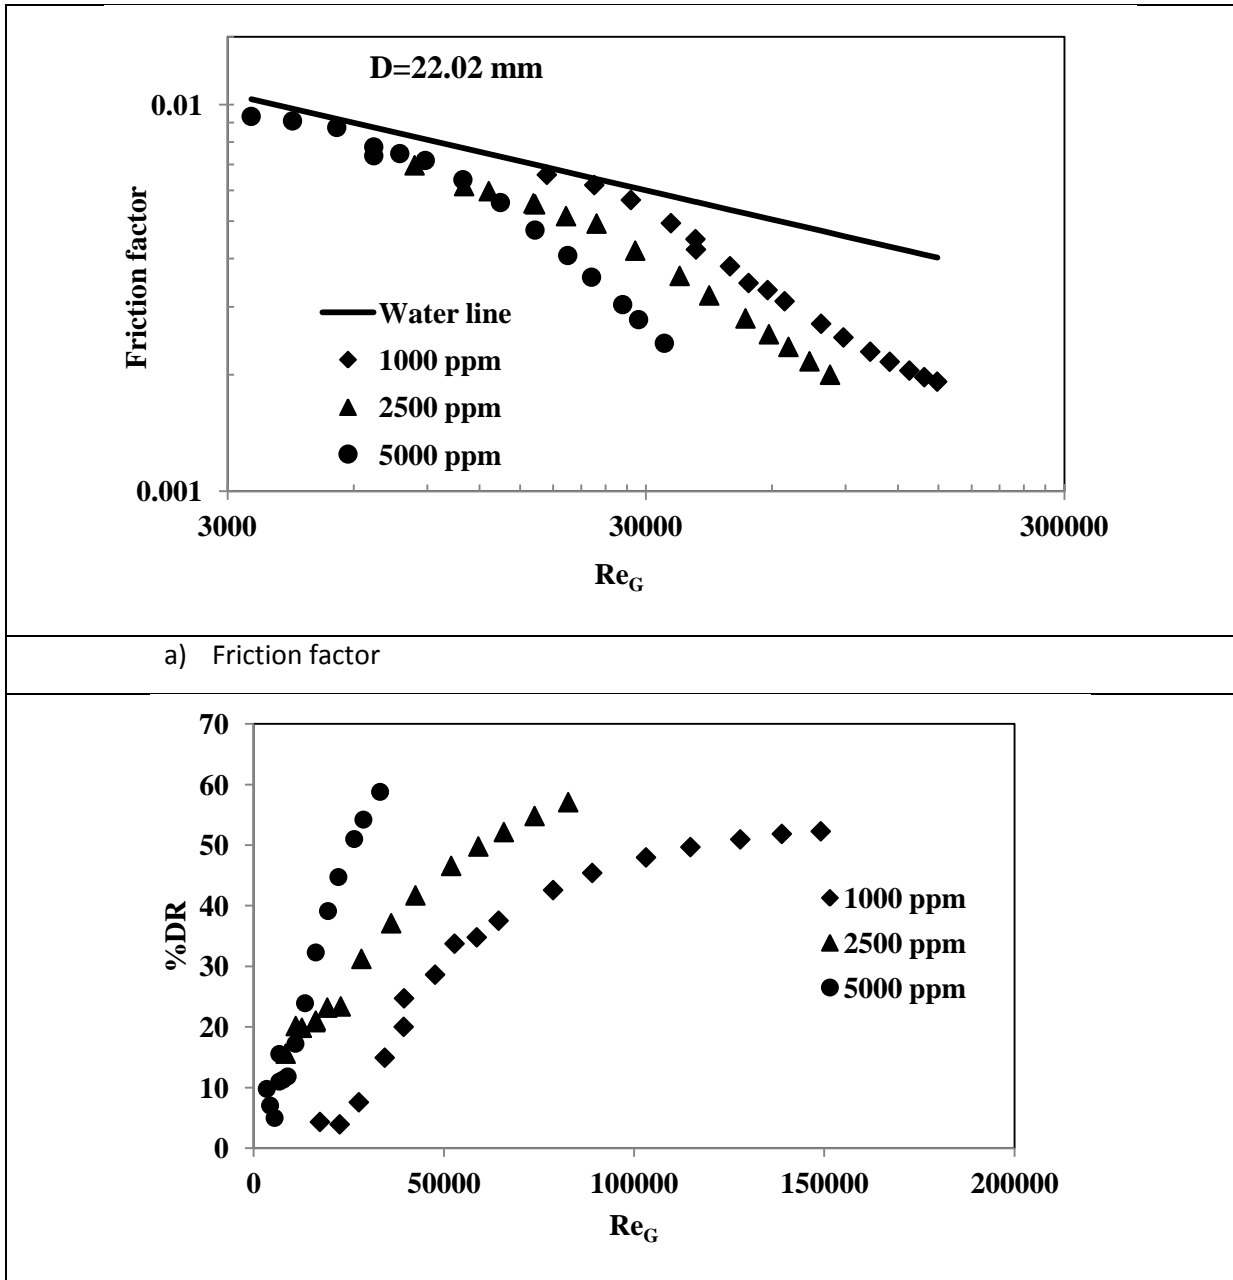 D=22.02 mm
0.01
Friction factor
Water line
1000 ppm
2500 ppm
5000 ppm
0.001
3000
30000
300000
ReG
a) Friction factor
70
60
50
40
30
20
10
0
%DR
1000 ppm
2500 ppm
5000 ppm
0
50000
100000
150000
200000
ReG